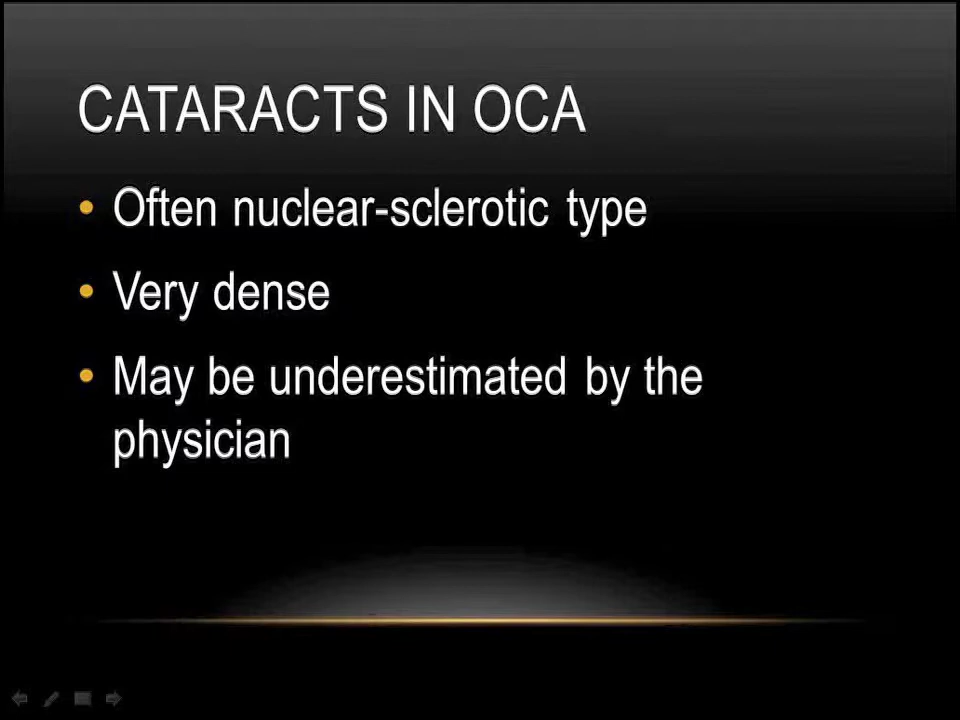 CATARACTS IN OCA
• Often nuclear-sclerotic type
• Very dense
• May be underestimated by the
physician